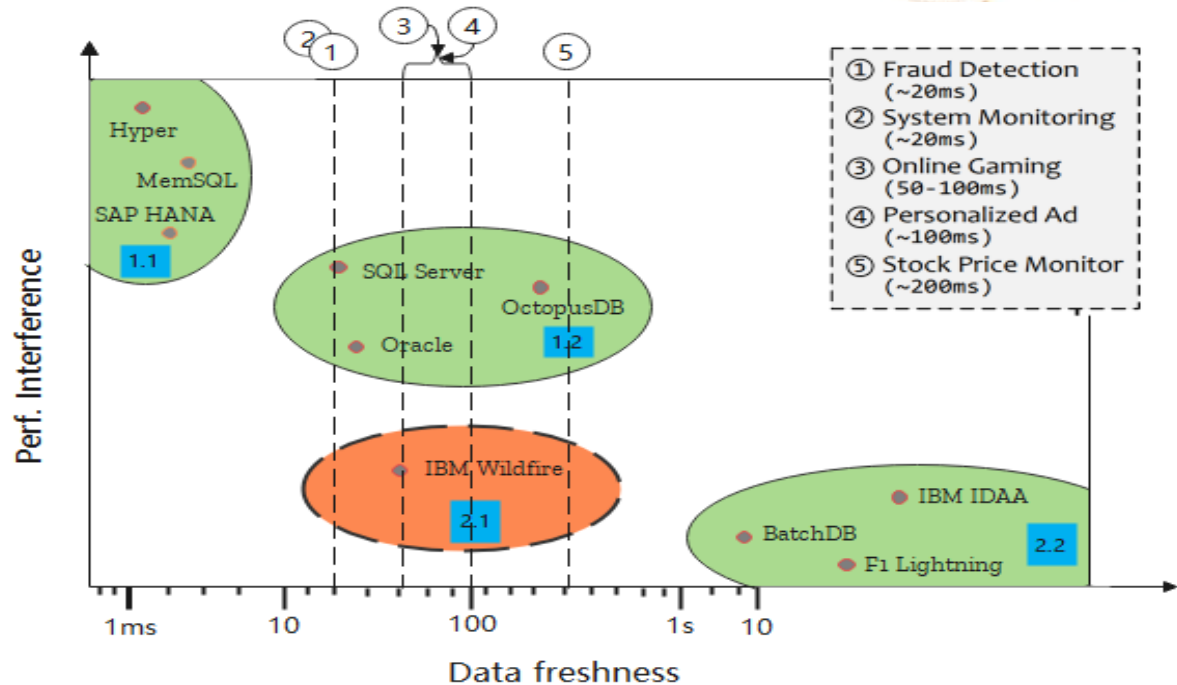 2
1
3
4
5
① Fraud Detection
(~20ms)
② System Monitoring
(~20ms)
③ Online Gaming
(50-100ms)
④ Personalized Ad
(~100ms)
⑤ Stock Price Monitor
(~200ms)
Hyper
MemSQL
SAP HANA
1.1
SQL Server
OctopusDB
Oracle
1.2
IBM Wildfire
2.1
IBM IDAA
BatchDB
F1 Lightning
2.2
Perf. Interference
1ms
10
100
1s
10
Data freshness